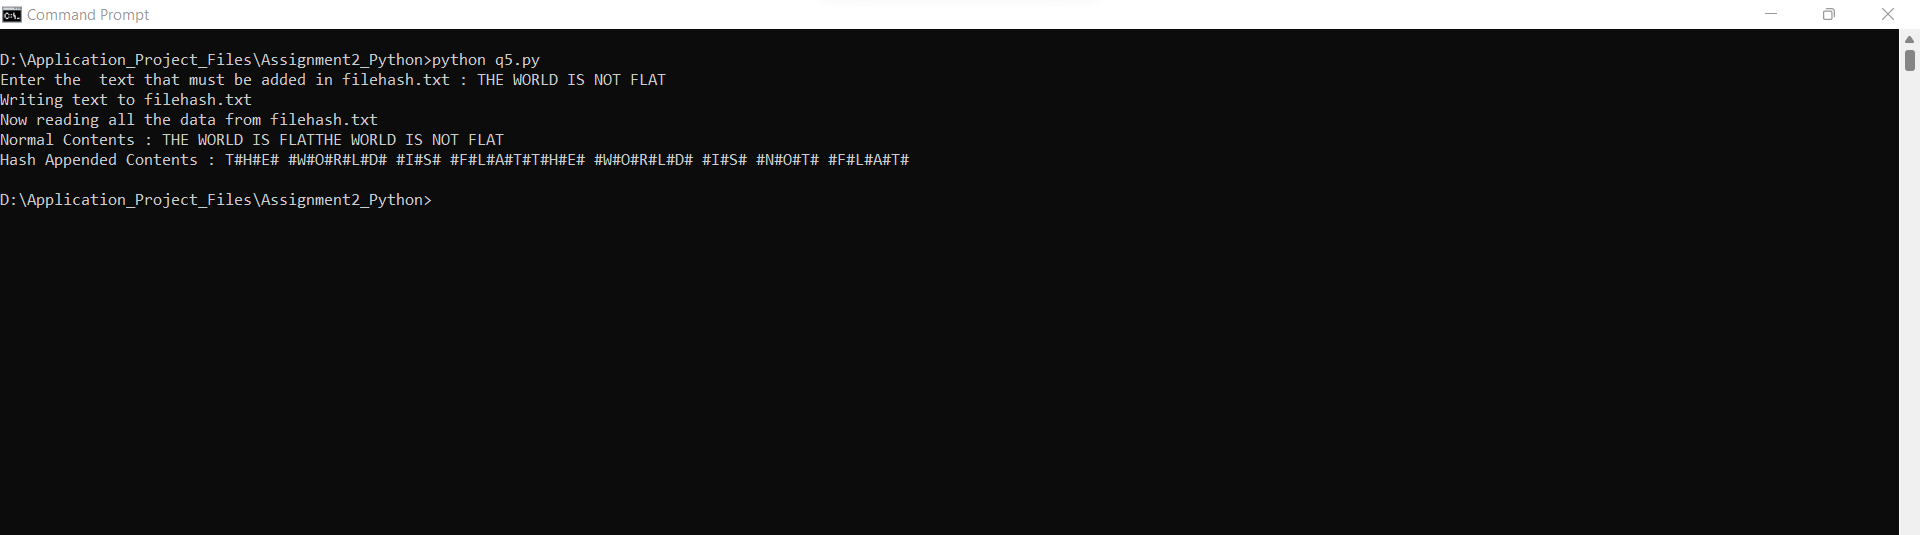 Command Prompt
D:\Application_Project_Files\Assignment2_Python>python q5.py
Enter the  text that must be added in filehash.txt : THE WORLD IS NOT FLAT
Writing text to filehash.txt
Now reading all the data from filehash.txt
Normal Contents : THE WORLD IS FLATTHE WORLD IS NOT FLAT
Hash Appended Contents : T#H#E# #W#O#R#L#D# #I#S# #F#L#A#T#T#H#E# #W#O#R#L#D# #I#S# #N#O#T# #F#L#A#T#
D:\Application_Project_Files\Assignment2_Python>